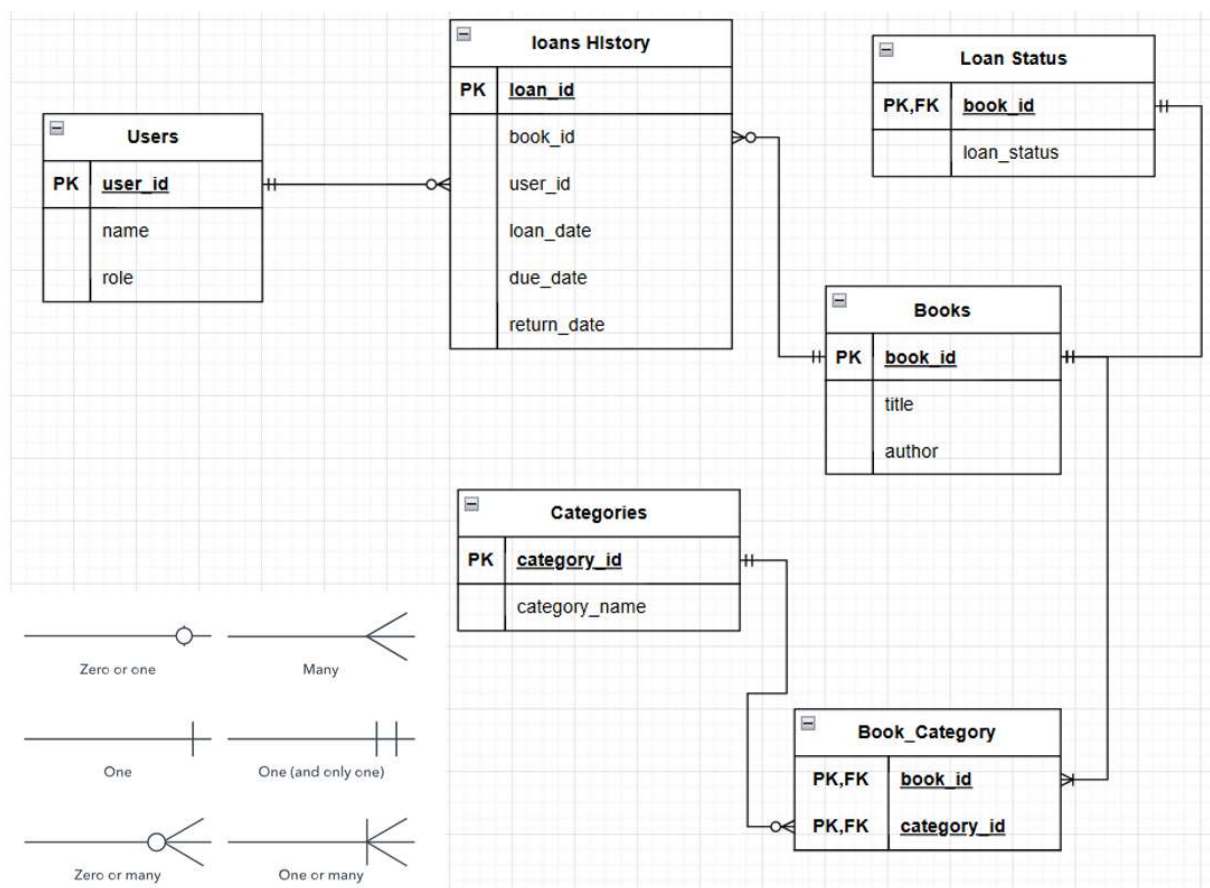 loans History
PK loan_id
book_id
user_id
loan_date
due_date
return_date
Loan Status
PK,FK book_id
loan_status
Users
PK user_id
name
role
Books
PK book_id
title
author
Categories
PK category_id
category_name
Book_Category
PK,FK book_id
PK,FK category_id
Zero or one
Many
One
One (and only one)
Zero or many
One or many